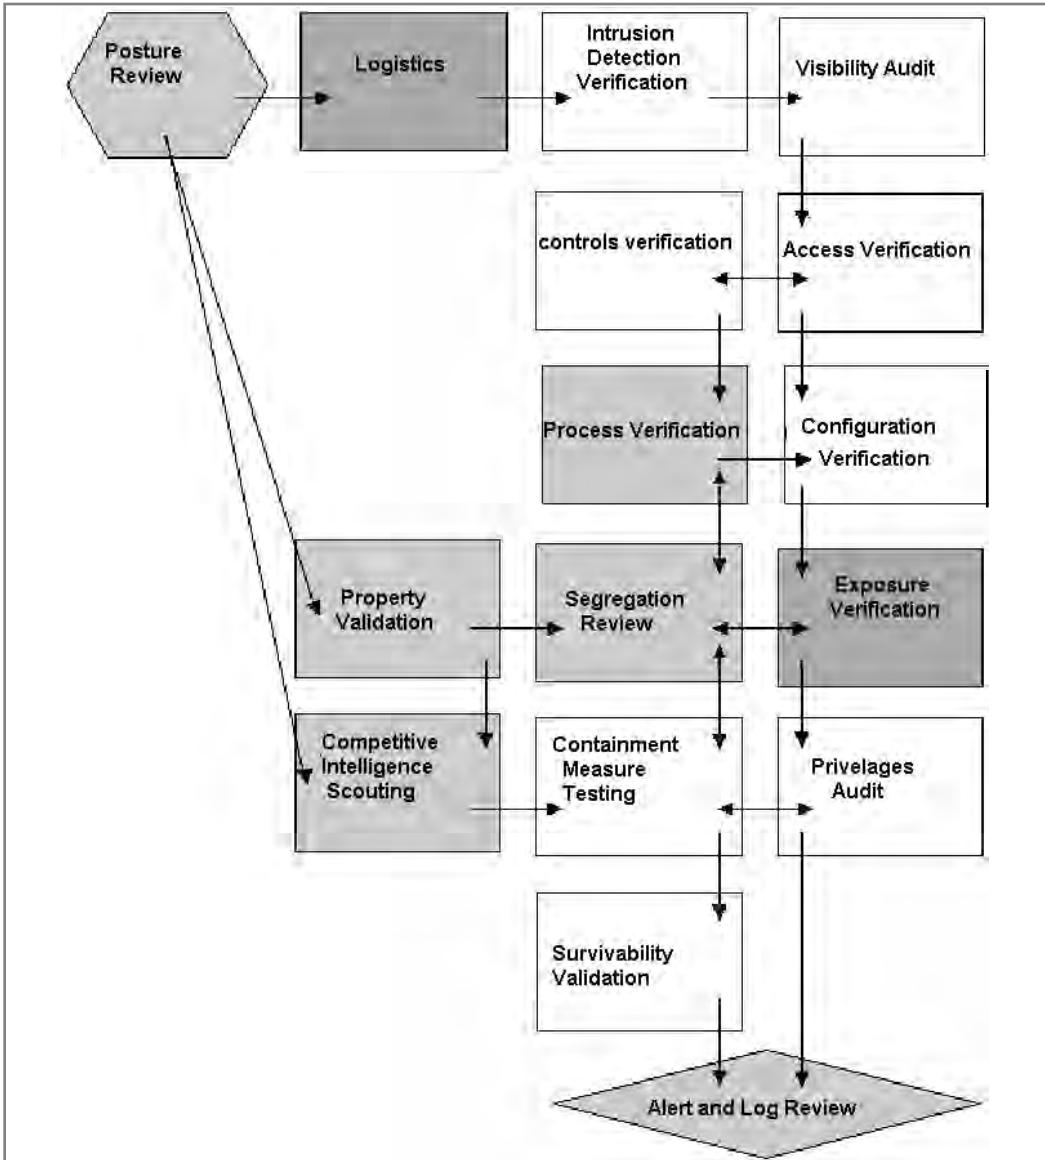 Posture
Review
Logistics
Intrusion
Detection
Verification
Visibility Audit
controls verification
Access Verification
Process Verification
Configuration
Verification
Property
Validation
Segregation
Review
Exposure
Verification
Competitive
Intelligence
Scouting
Containment
Measure
Testing
Privelages
Audit
Survivability
Validation
Alert and Log Review